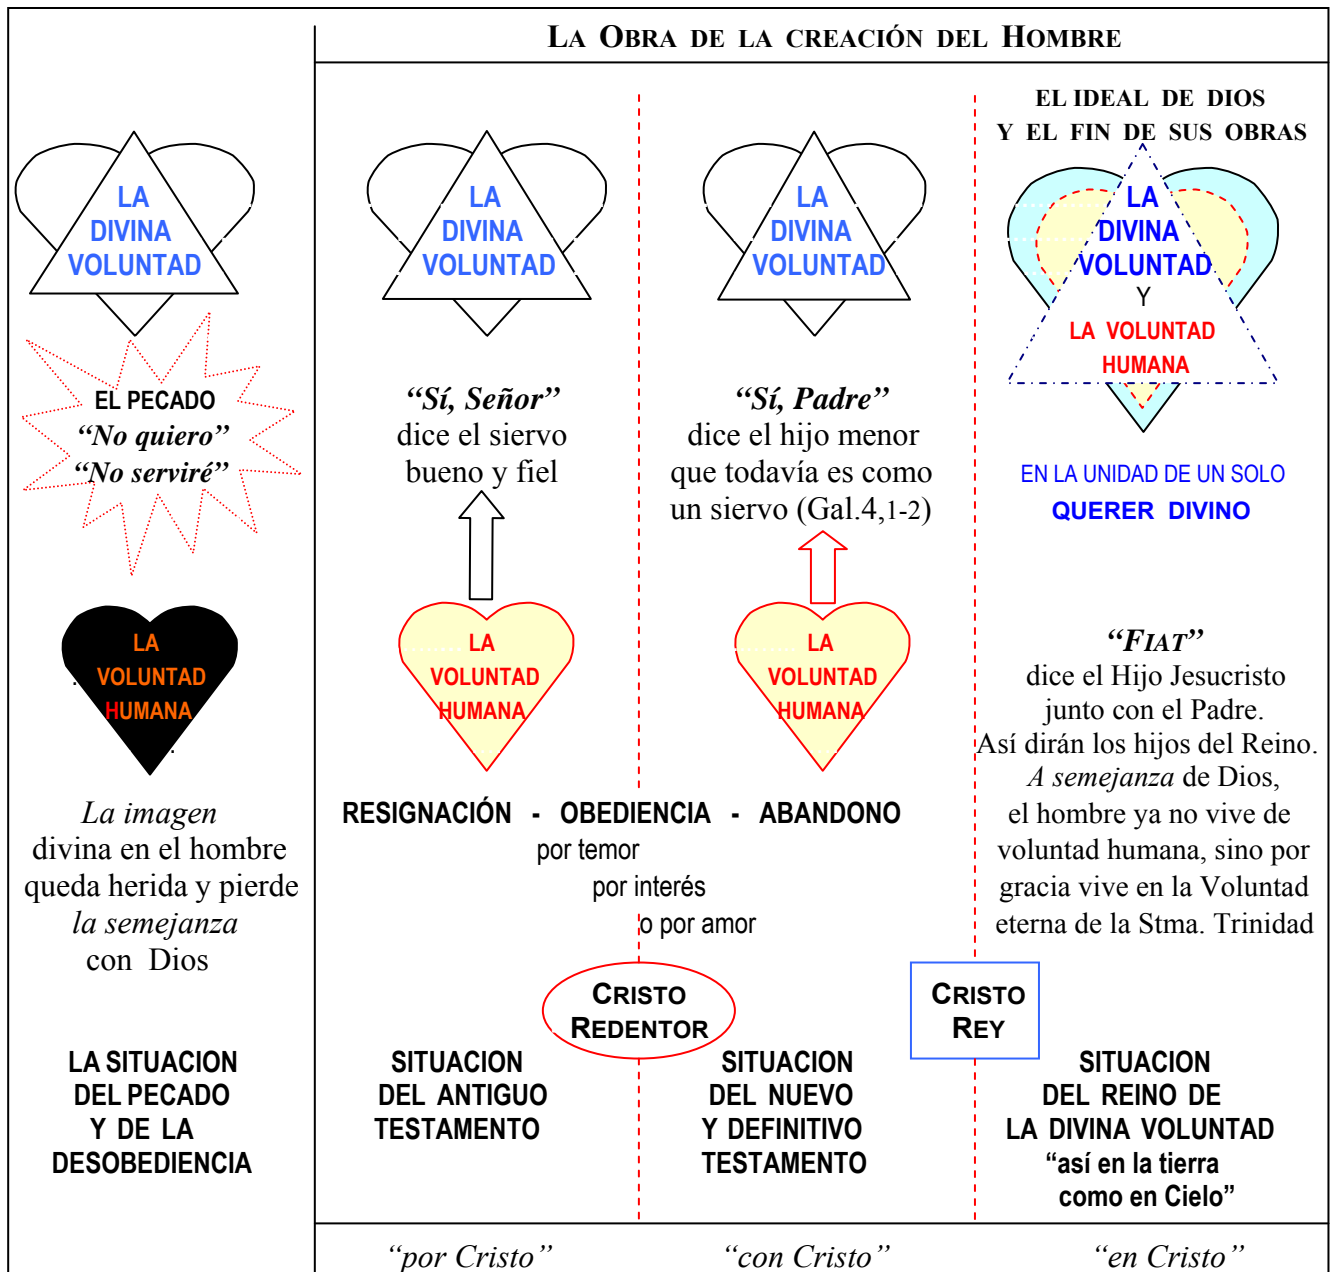 LA OBRA DE LA CREACIÓN DEL HOMBRE
LA
DIVINA
VOLUNTAD
EL PECADO
“No quiero”
“No serviré”
LA
VOLUNTAD
HUMANA
La imagen
divina en el hombre
queda herida y pierde
la semejanza
con Dios
LA SITUACION
DEL PECADO
Y DE LA
DESOBEDIENCIA
LA
DIVINA
VOLUNTAD
“Sí, Señor”
dice el siervo
bueno y fiel
LA
VOLUNTAD
HUMANA
LA
DIVINA
VOLUNTAD
“Sí, Padre”
dice el hijo menor
que todavía es como
un siervo (Gal.4,1-2)
LA
VOLUNTAD
HUMANA
RESIGNACIÓN - OBEDIENCIA - ABANDONO
por temor
por interés
o por amor
CRISTO
REDENTOR
SITUACION
DEL ANTIGUO
TESTAMENTO
SITUACION
DEL NUEVO
Y DEFINITIVO
TESTAMENTO
EL IDEAL DE DIOS
Y EL FIN DE SUS OBRAS
LA
DIVINA
VOLUNTAD
Y
LA VOLUNTAD
HUMANA
EN LA UNIDAD DE UN SOLO
QUERER DIVINO
“FIAT”
dice el Hijo Jesucristo
junto con el Padre.
Así dirán los hijos del Reino.
A semejanza de Dios,
el hombre ya no vive de
voluntad humana, sino por
gracia vive en la Voluntad
eterna de la Stma. Trinidad
CRISTO
REY
SITUACION
DEL REINO DE
LA DIVINA VOLUNTAD
“así en la tierra
como en Cielo”
“por Cristo”
“con Cristo”
“en Cristo”